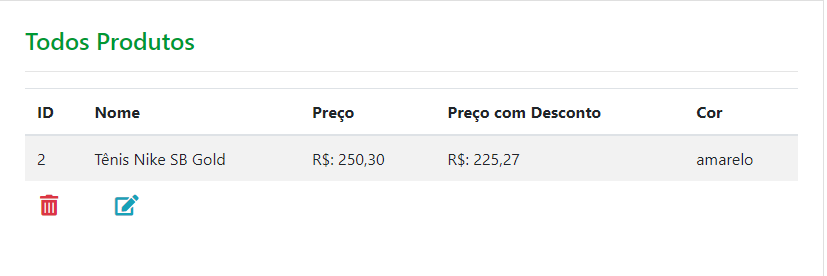 Todos Produtos
ID Nome Preço Preço com Desconto Cor
2 Tênis Nike SB Gold R$: 250,30 R$: 225,27 amarelo